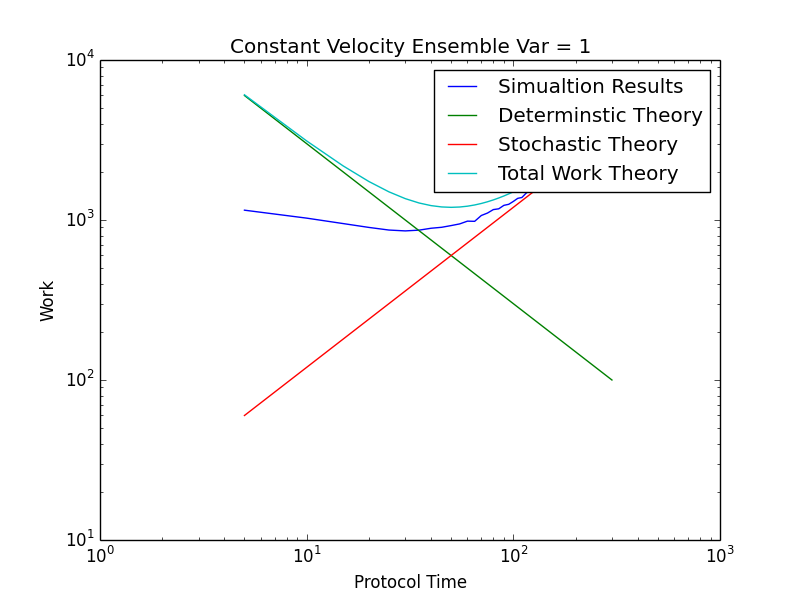 Constant Velocity Ensemble Var = 1
10^4
Simualtion Results
Determinstic Theory
Stochastic Theory
Total Work Theory
10^3
Work
10^2
10^1
10^0 10^1 10^2 10^3
Protocol Time